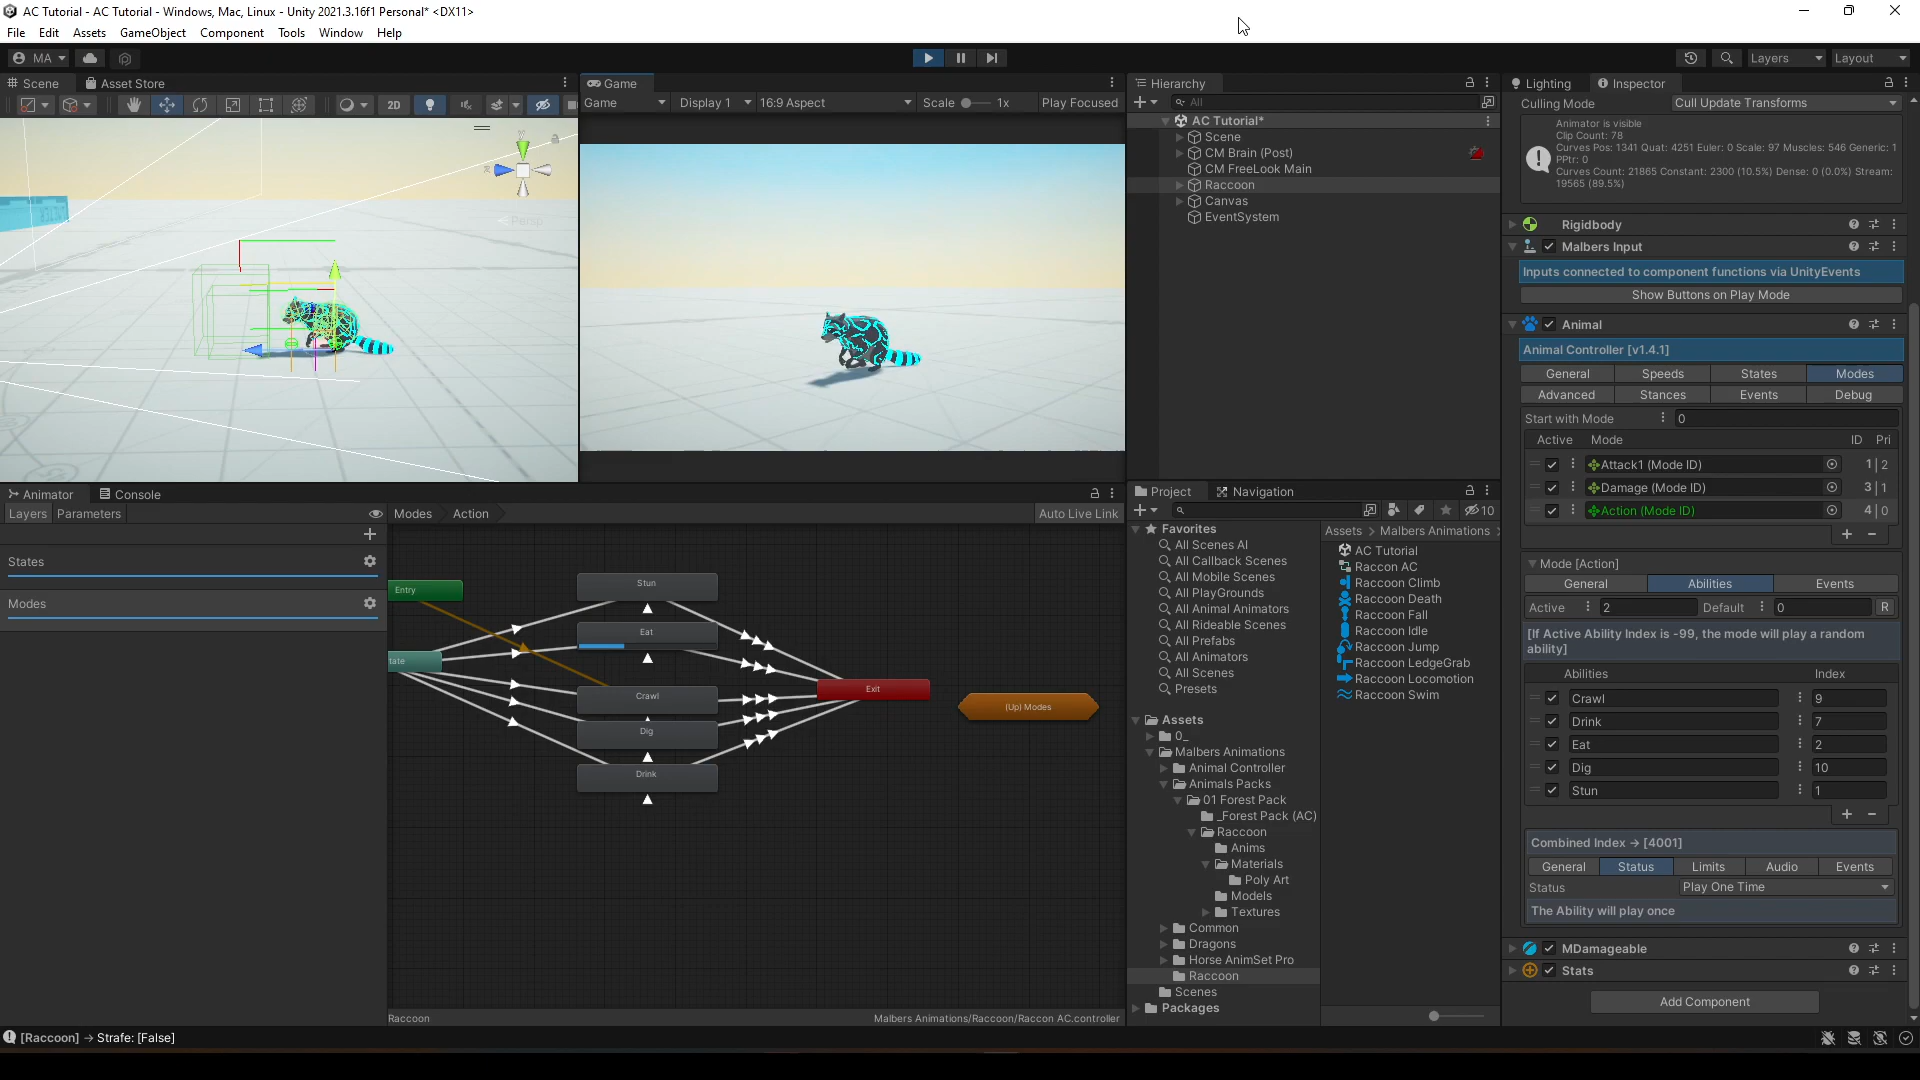 AC Tutorial - AC Tutorial - Windows, Mac, Linux - Unity 2021.3.16f1 Personal* <DX11>
File Edit Assets GameObject Component Tools Window Help
MA Layers Layout
Scene Asset Store
2D
Persp
Game
Game Display 1 16:9 Aspect Scale 1x Play Focused
Hierarchy
All
AC Tutorial*
Scene
CM Brain (Post)
CM FreeLook Main
Raccoon
Canvas
EventSystem
Lighting Inspector
Culling Mode Cull Update Transforms
Animator is visible
Clip Count: 78
Curves Pos: 1341 Quat: 4251 Euler: 0 Scale: 97 Muscles: 546 Generic: 1
PPtr: 0
Curves Count: 21865 Constant: 2300 (10.5%) Dense: 0 (0.0%) Stream:
19565 (89.5%)
Rigidbody
Malbers Input
Inputs connected to component functions via UnityEvents
Show Buttons on Play Mode
Animal
Animal Controller [v1.4.1]
General Speeds States Modes
Advanced Stances Events Debug
Start with Mode 0
Active Mode ID Pri
Attack1 (Mode ID) 1|2
Damage (Mode ID) 3|1
Action (Mode ID) 4|0
Mode [Action]
General Abilities Events
Active 2 Default 0 R
[If Active Ability Index is -99, the mode will play a random
ability]
Abilities Index
Crawl 9
Drink 7
Eat 2
Dig 10
Stun 1
Combined Index → [4001]
General Status Limits Audio Events
Status Play One Time
The Ability will play once
MDamageable
Stats
Add Component
Animator Console
Layers Parameters Modes Action Auto Live Link
States
Modes
Entry
tate
Stun
Eat
Crawl
Dig
Drink
Exit
(Up) Modes
Raccoon Malbers Animations/Raccoon/Raccon AC.controller
Project Navigation
10
Favorites
All Scenes AI
All Callback Scenes
All Mobile Scenes
All PlayGrounds
All Animal Animators
All Rideable Scenes
All Prefabs
All Animators
All Scenes
Presets
Assets
0_
Malbers Animations
Animal Controller
Animals Packs
01 Forest Pack
_Forest Pack (AC)
Raccoon
Anims
Materials
Poly Art
Models
Textures
Common
Dragons
Horse AnimSet Pro
Raccoon
Scenes
Packages
Assets > Malbers Animations >
AC Tutorial
Raccon AC
Raccoon Climb
Raccoon Death
Raccoon Fall
Raccoon Idle
Raccoon Jump
Raccoon LedgeGrab
Raccoon Locomotion
Raccoon Swim
[Raccoon] → Strafe: [False]